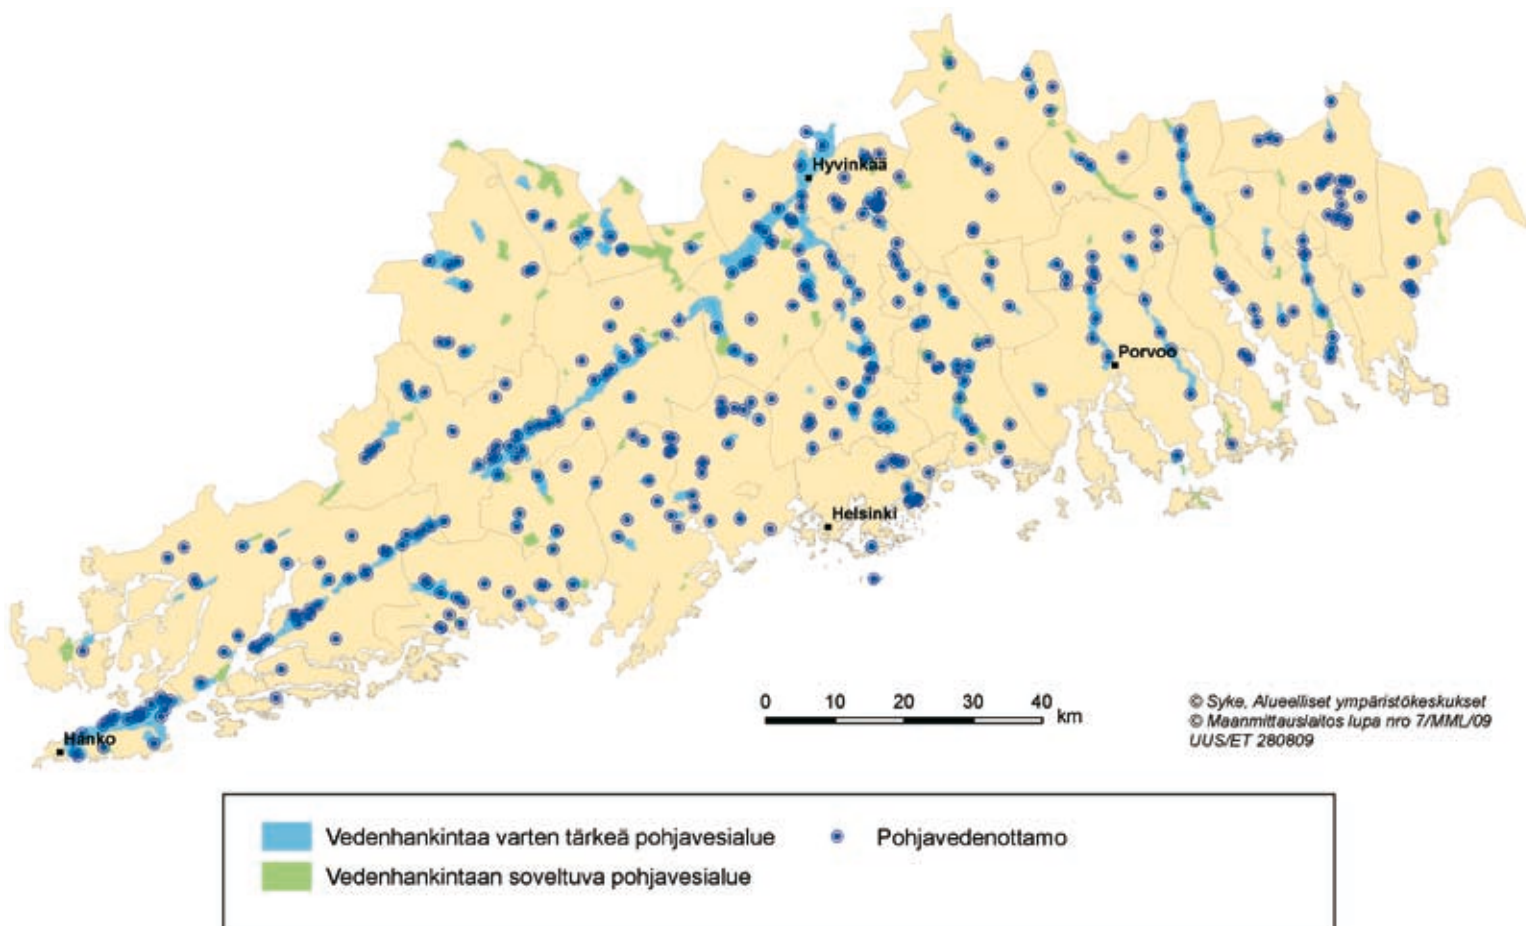 Hyvinkää
Porvoo
Helsinki
Hanko
0 10 20 30 40 km
© Syke, Alueelliset ympäristökeskukset
© Maanmittauslaitos lupa nro 7/MML/09
UUS/ET 280809
Vedenhankintaa varten tärkeä pohjavesialue
Pohjavedenottamo
Vedenhankintaan soveltuva pohjavesialue